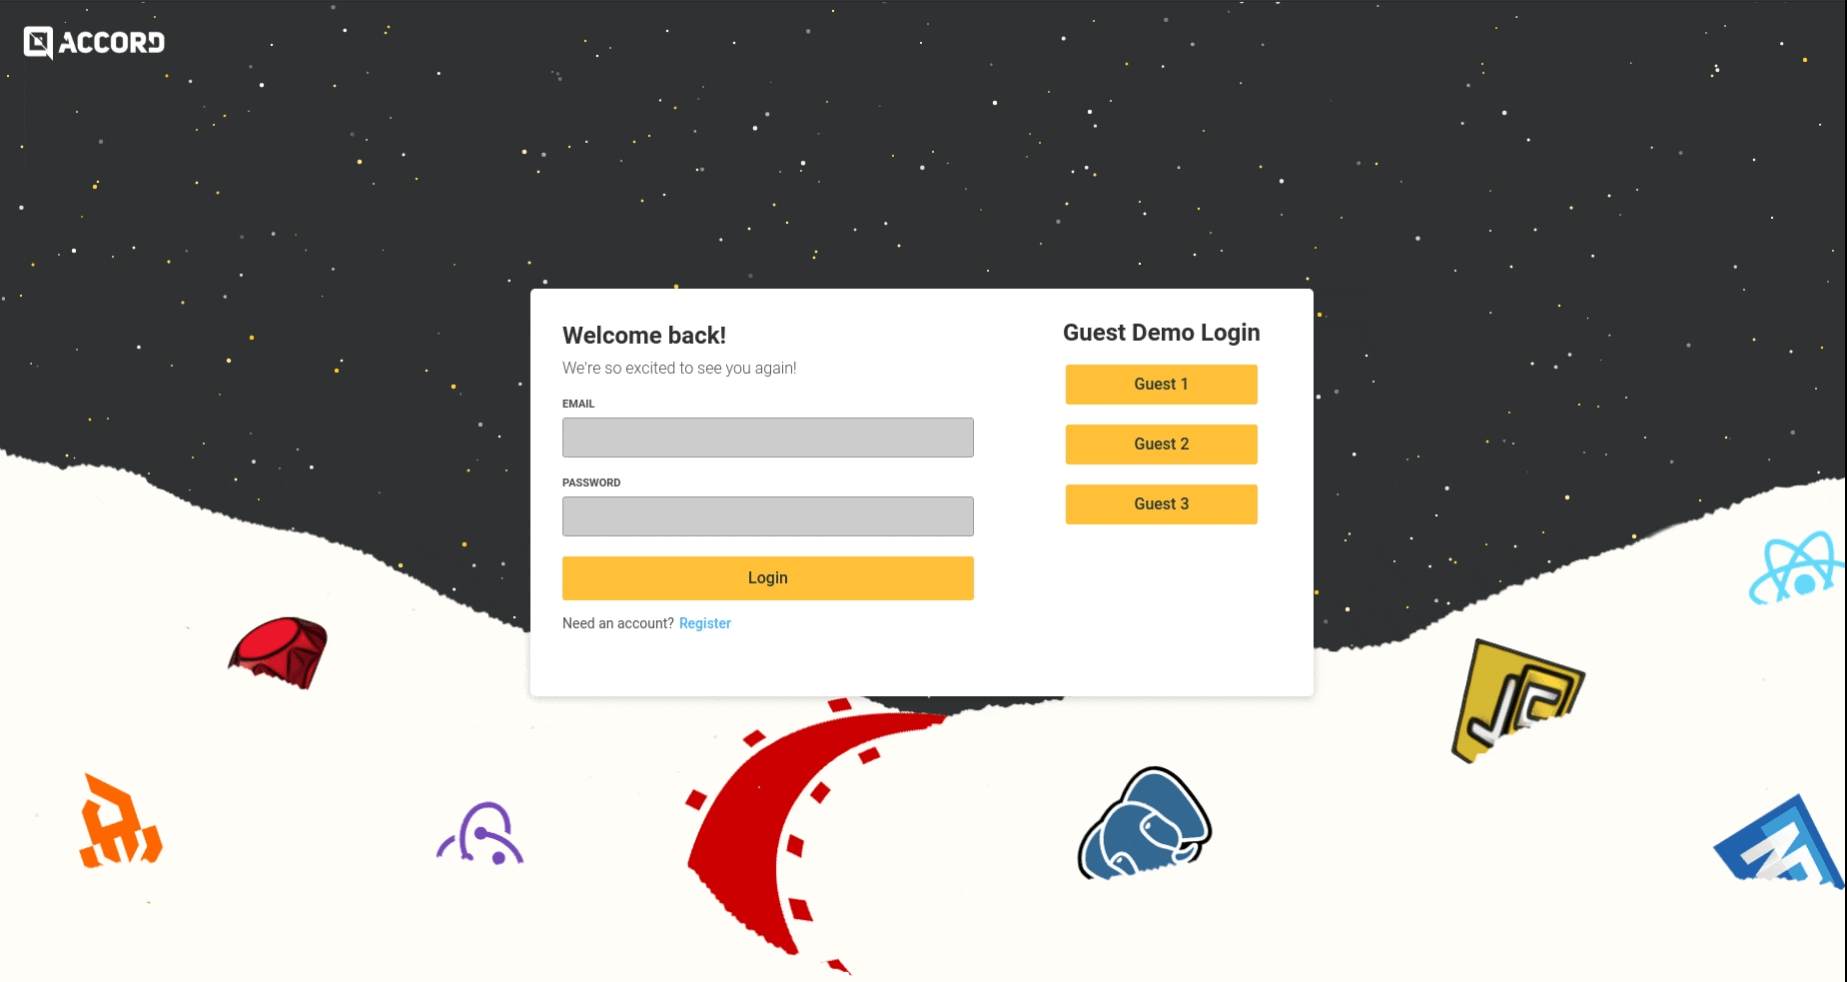 ACCORD
Welcome back!
We're so excited to see you again!
EMAIL
PASSWORD
Login
Need an account? Register
Guest Demo Login
Guest 1
Guest 2
Guest 3